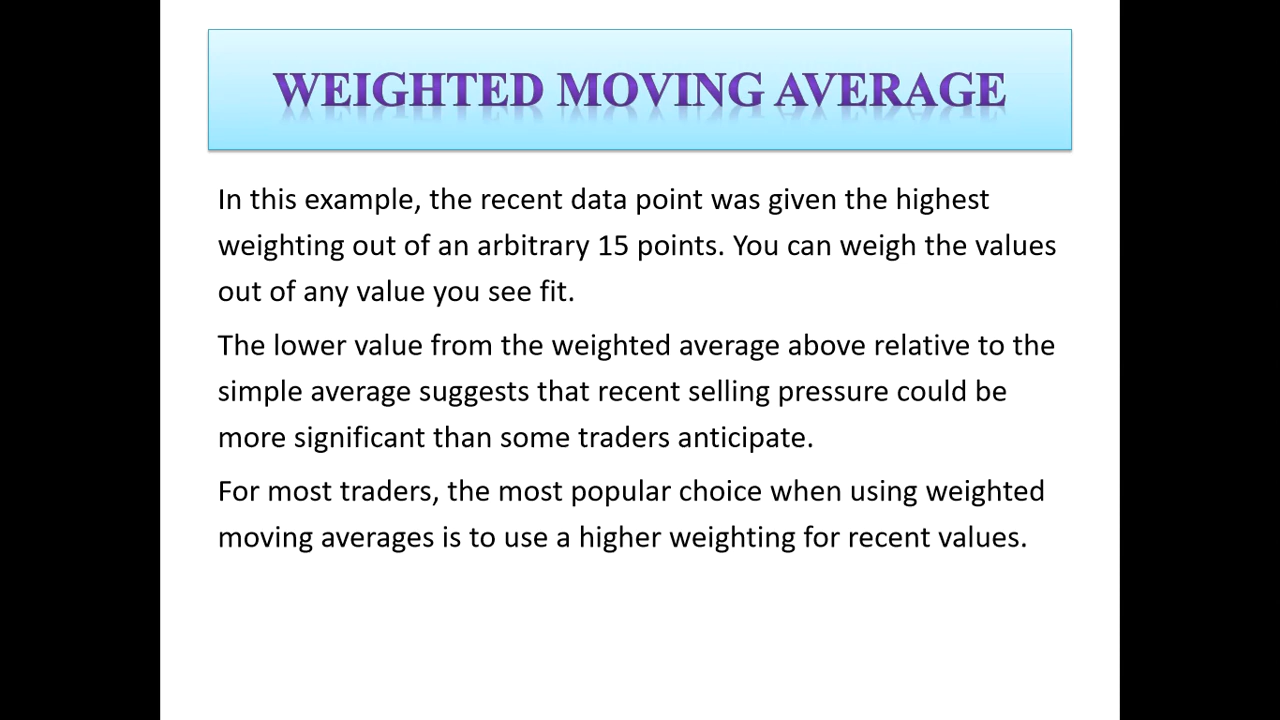 WEIGHTED MOVING AVERAGE
In this example, the recent data point was given the highest
weighting out of an arbitrary 15 points. You can weigh the values
out of any value you see fit.
The lower value from the weighted average above relative to the
simple average suggests that recent selling pressure could be
more significant than some traders anticipate.
For most traders, the most popular choice when using weighted
moving averages is to use a higher weighting for recent values.